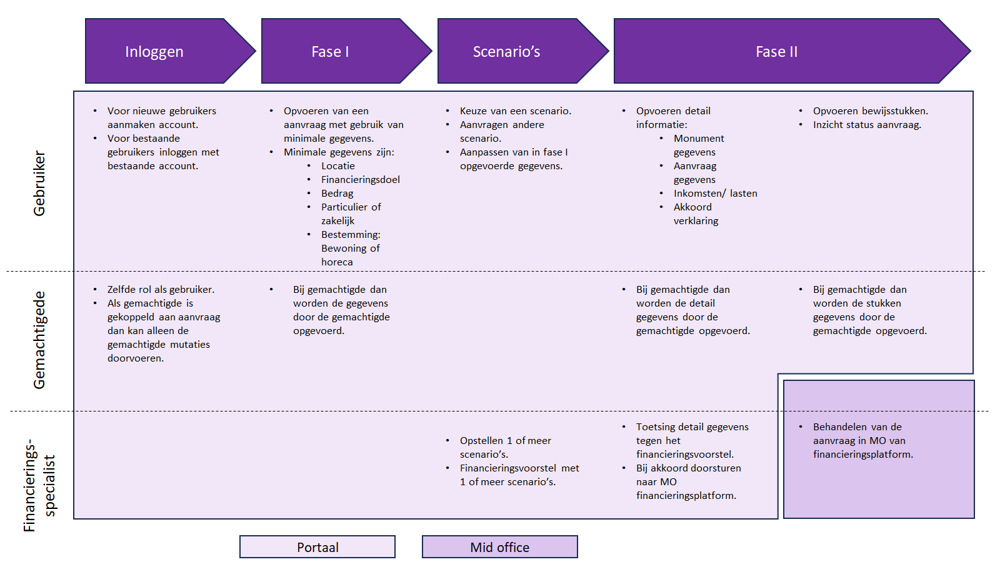 Inloggen
Fase I
Scenario's
Fase II
Gebruiker
• Voor nieuwe gebruikers
aanmaken account.
• Voor bestaande
gebruikers inloggen met
bestaande account.
• Opvoeren van een
aanvraag met gebruik van
minimale gegevens.
• Minimale gegevens zijn:
• Locatie
• Financieringsdoel
• Bedrag
• Particulier of
zakelijk
• Bestemming:
Bewoning of
horeca
• Keuze van een scenario.
• Aanvragen andere
scenario.
• Aanpassen van in fase I
opgevoerde gegevens.
• Opvoeren detail
informatie:
• Monument
gegevens
• Aanvraag
gegevens
• Inkomsten/ lasten
• Akkoord
verklaring
• Opvoeren bewijsstukken.
• Inzicht status aanvraag.
Gemachtigede
• Zelfde rol als gebruiker.
• Als gemachtigde is
gekoppeld aan aanvraag
dan kan alleen de
gemachtigde mutaties
doorvoeren.
• Bij gemachtigde dan
worden de gegevens
door de gemachtigde
opgevoerd.
• Bij gemachtigde dan
worden de detail
gegevens door de
gemachtigde opgevoerd.
• Bij gemachtigde dan
worden de stukken
gegevens door de
gemachtigde opgevoerd.
Financierings-
specialist
• Opstellen 1 of meer
scenario's.
• Financieringsvoorstel met
1 of meer scenario's.
• Toetsing detail gegevens
tegen het
financieringsvoorstel.
• Bij akkoord doorsturen
naar MO
financieringsplatform.
• Behandelen van de
aanvraag in MO van
financieringsplatform.
Portaal
Mid office